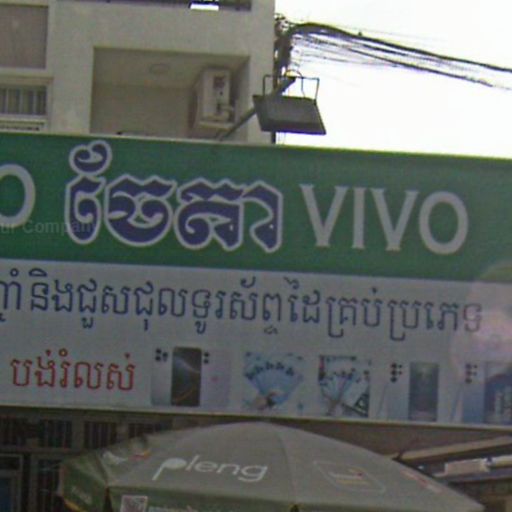 O ចែតា VIVO
ញាំ និងជួសជុលទូរស័ព្ទដៃគ្រប់ប្រភេទ
បង់រំលស់
pleng